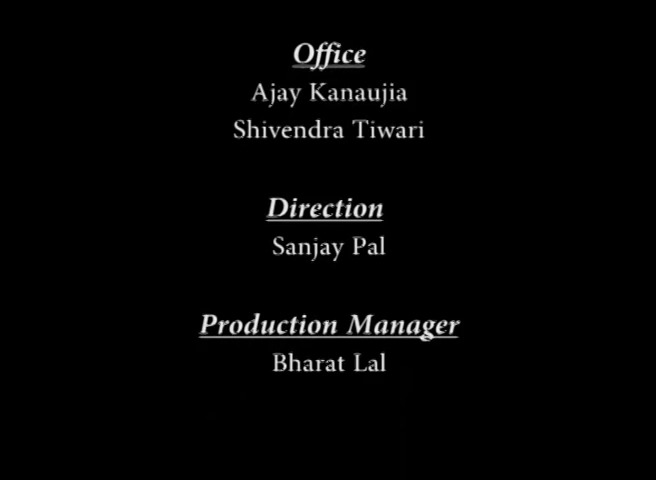 Office
Ajay Kanaujia
Shivendra Tiwari
Direction
Sanjay Pal
Production Manager
Bharat Lal